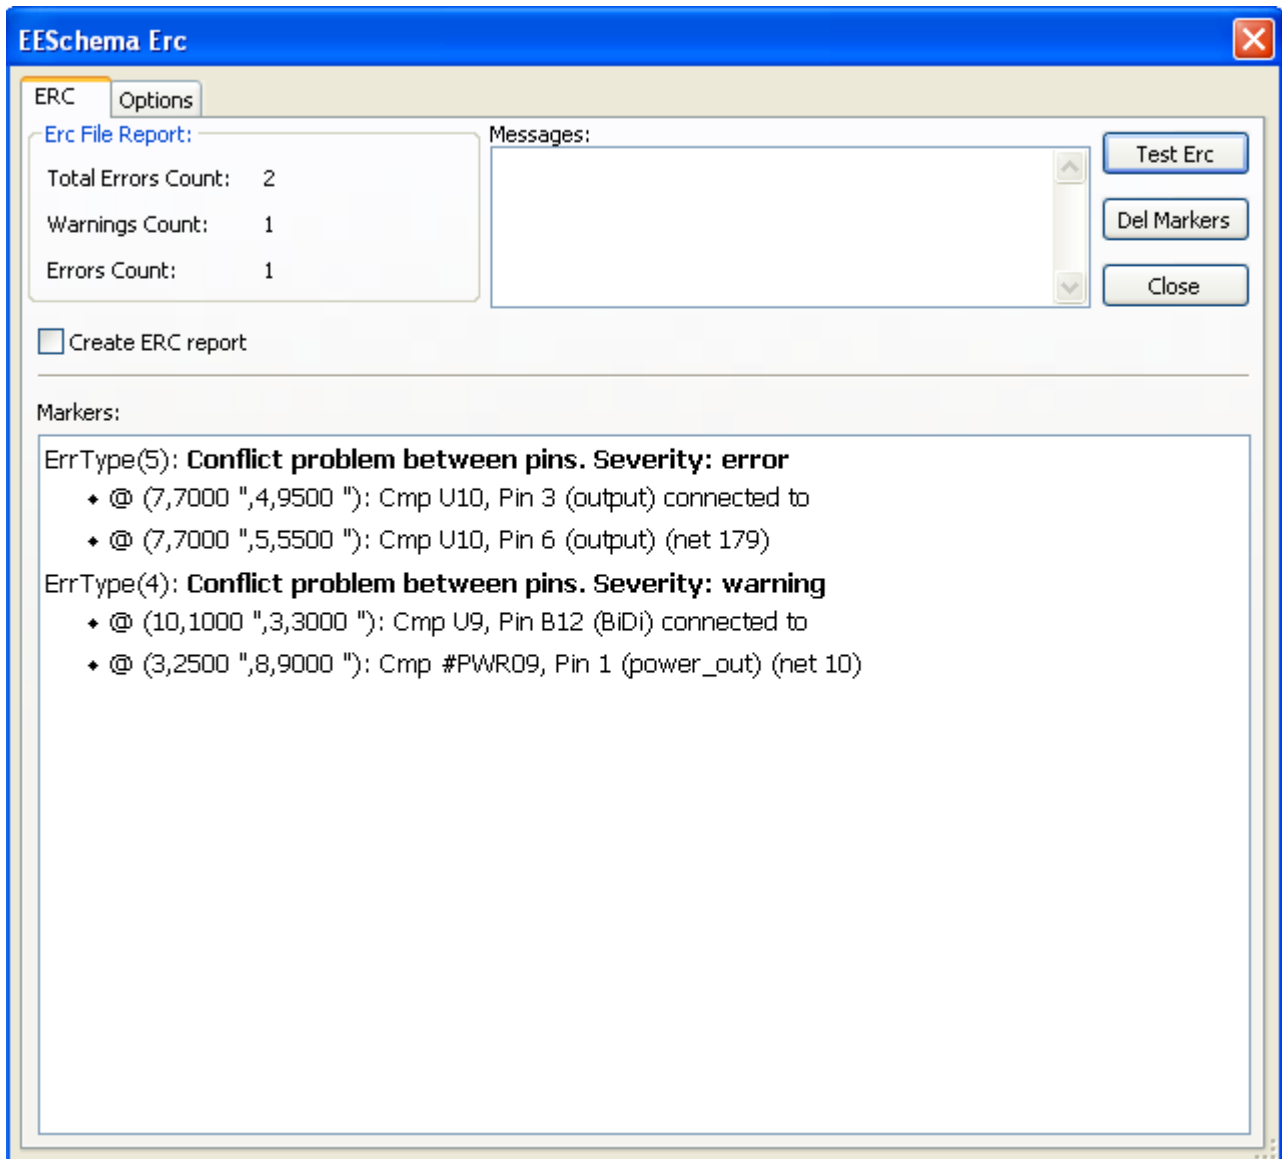 EESchema Erc
ERC
Options
Erc File Report:
Total Errors Count: 2
Warnings Count: 1
Errors Count: 1
Messages:
Test Erc
Del Markers
Close
Create ERC report
Markers:
ErrType(5): Conflict problem between pins. Severity: error
@ (7,7000 ",4,9500 "): Cmp U10, Pin 3 (output) connected to
@ (7,7000 ",5,5500 "): Cmp U10, Pin 6 (output) (net 179)
ErrType(4): Conflict problem between pins. Severity: warning
@ (10,1000 ",3,3000 "): Cmp U9, Pin B12 (BiDi) connected to
@ (3,2500 ",8,9000 "): Cmp #PWR09, Pin 1 (power_out) (net 10)